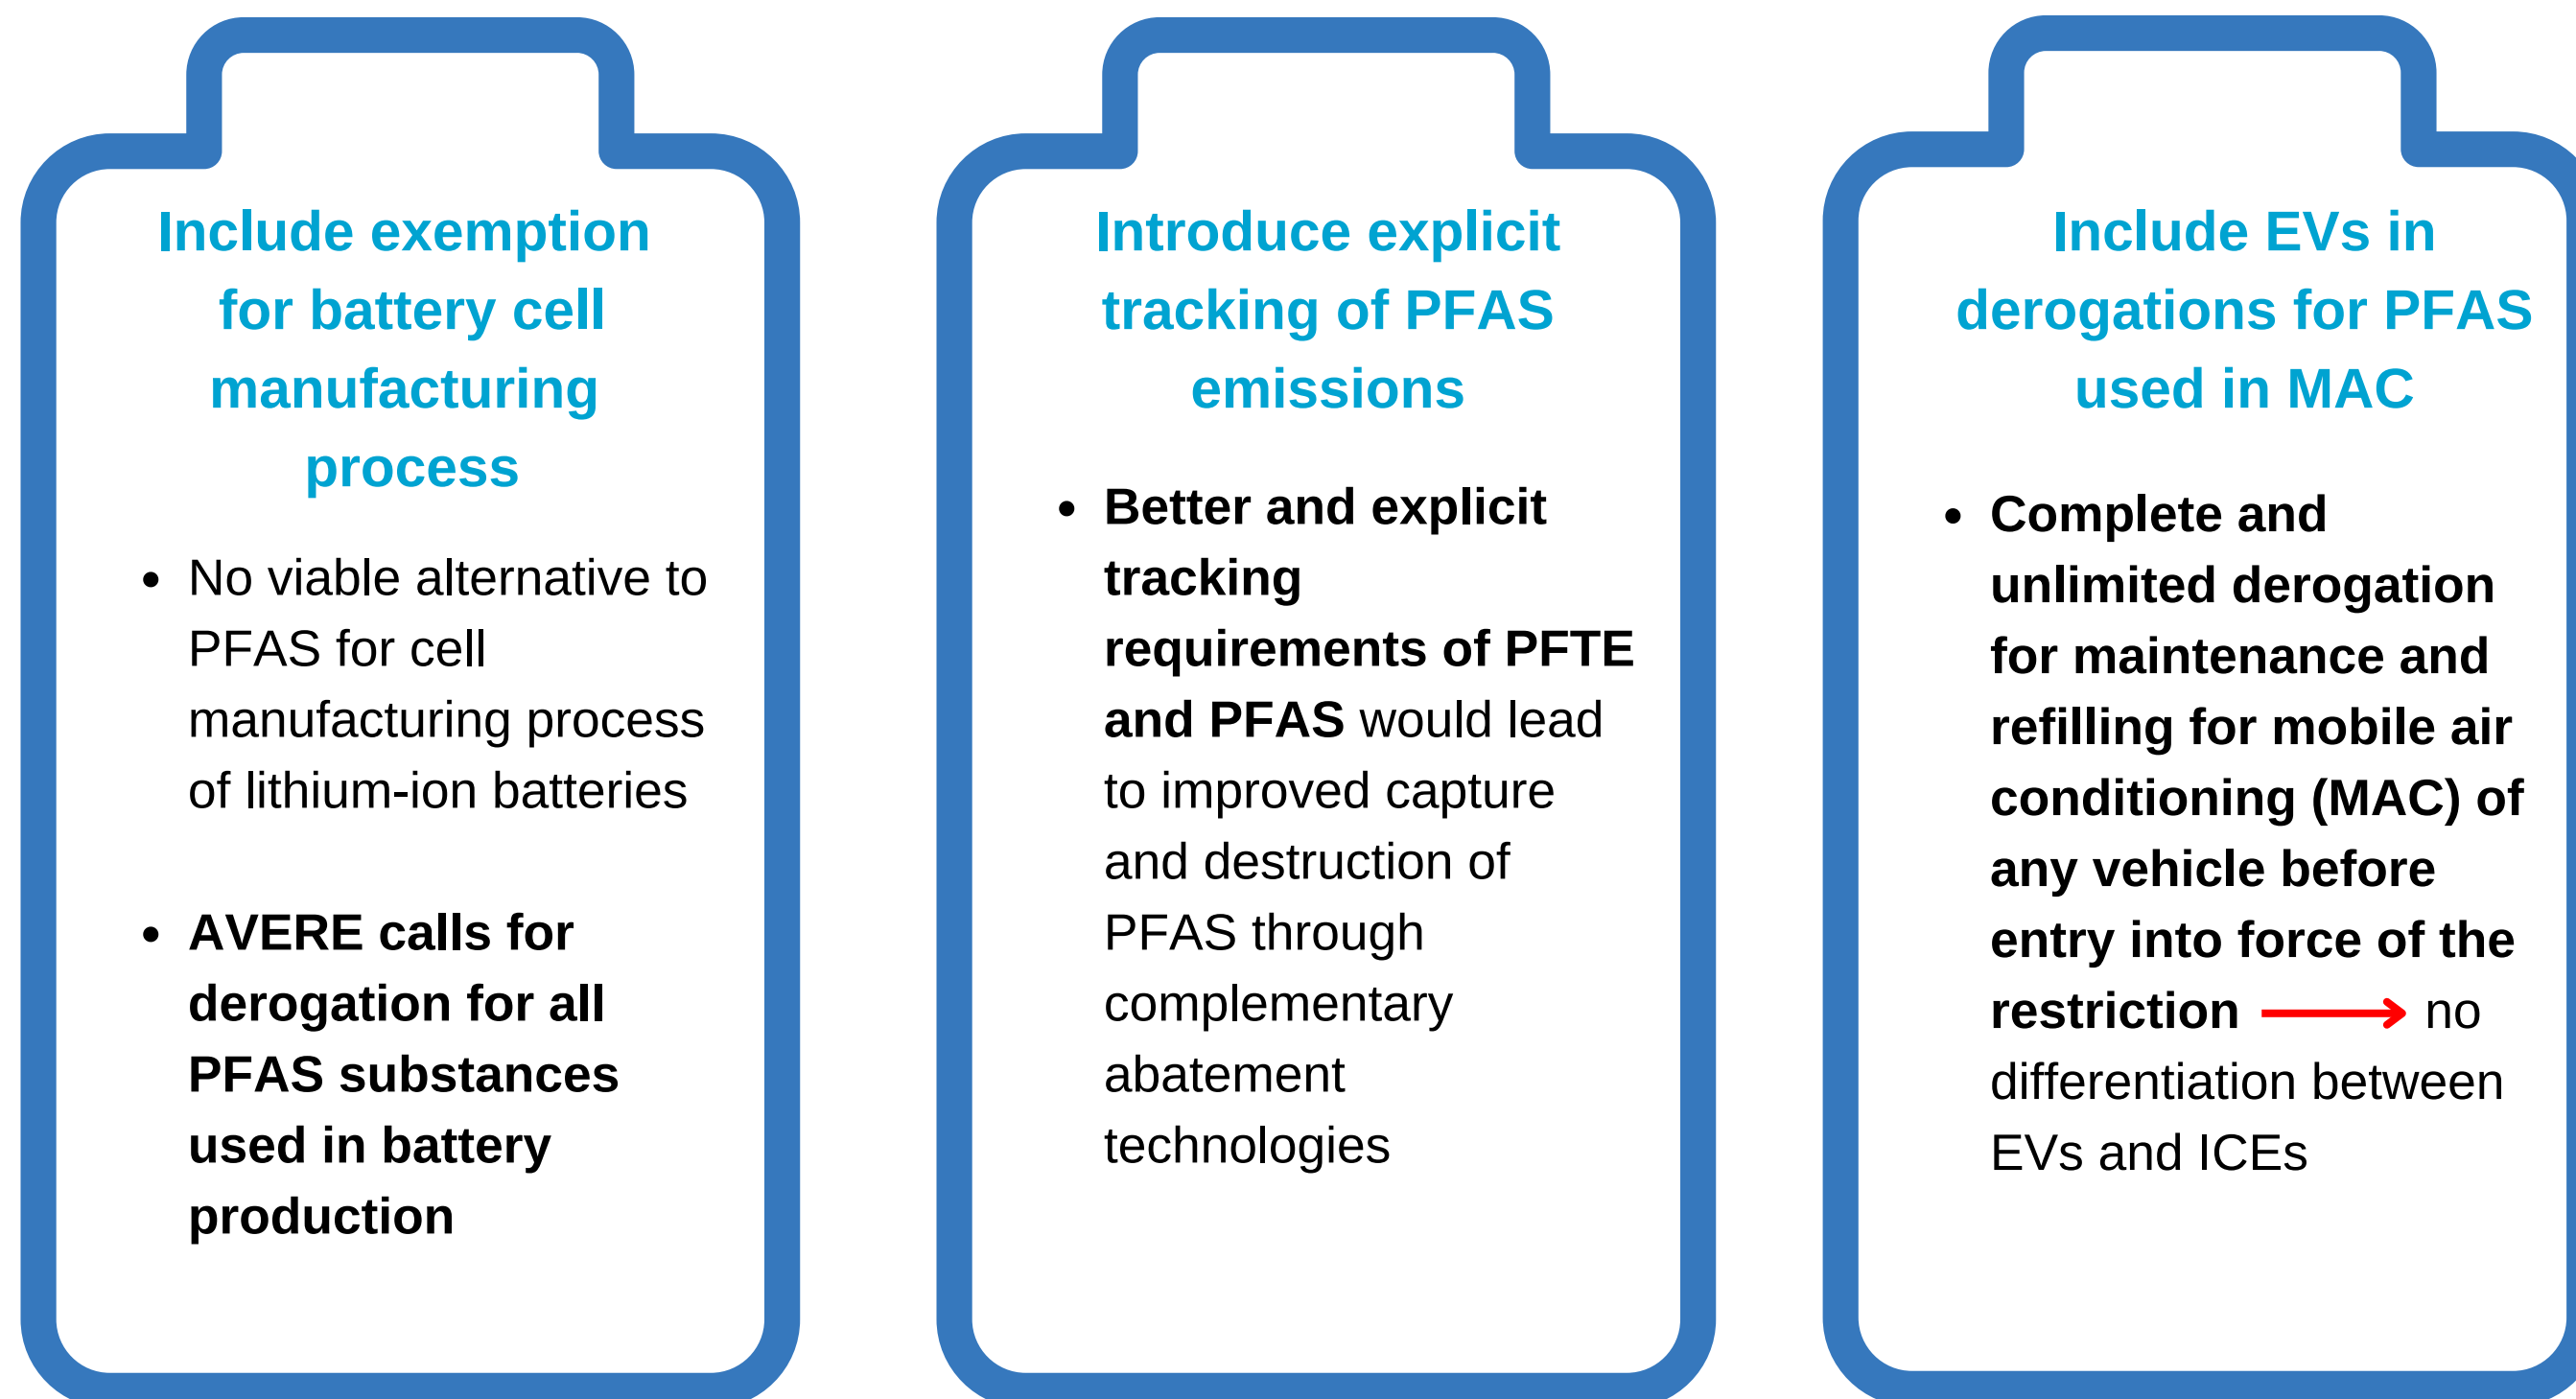 Include exemption
for battery cell
manufacturing
process
• No viable alternative to
PFAS for cell
manufacturing process
of lithium-ion batteries
• AVERE calls for
derogation for all
PFAS substances
used in battery
production
Introduce explicit
tracking of PFAS
emissions
• Better and explicit
tracking
requirements of PFTE
and PFAS would lead
to improved capture
and destruction of
PFAS through
complementary
abatement
technologies
Include EVs in
derogations for PFAS
used in MAC
• Complete and
unlimited derogation
for maintenance and
refilling for mobile air
conditioning (MAC) of
any vehicle before
entry into force of the
restriction → no
differentiation between
EVs and ICEs